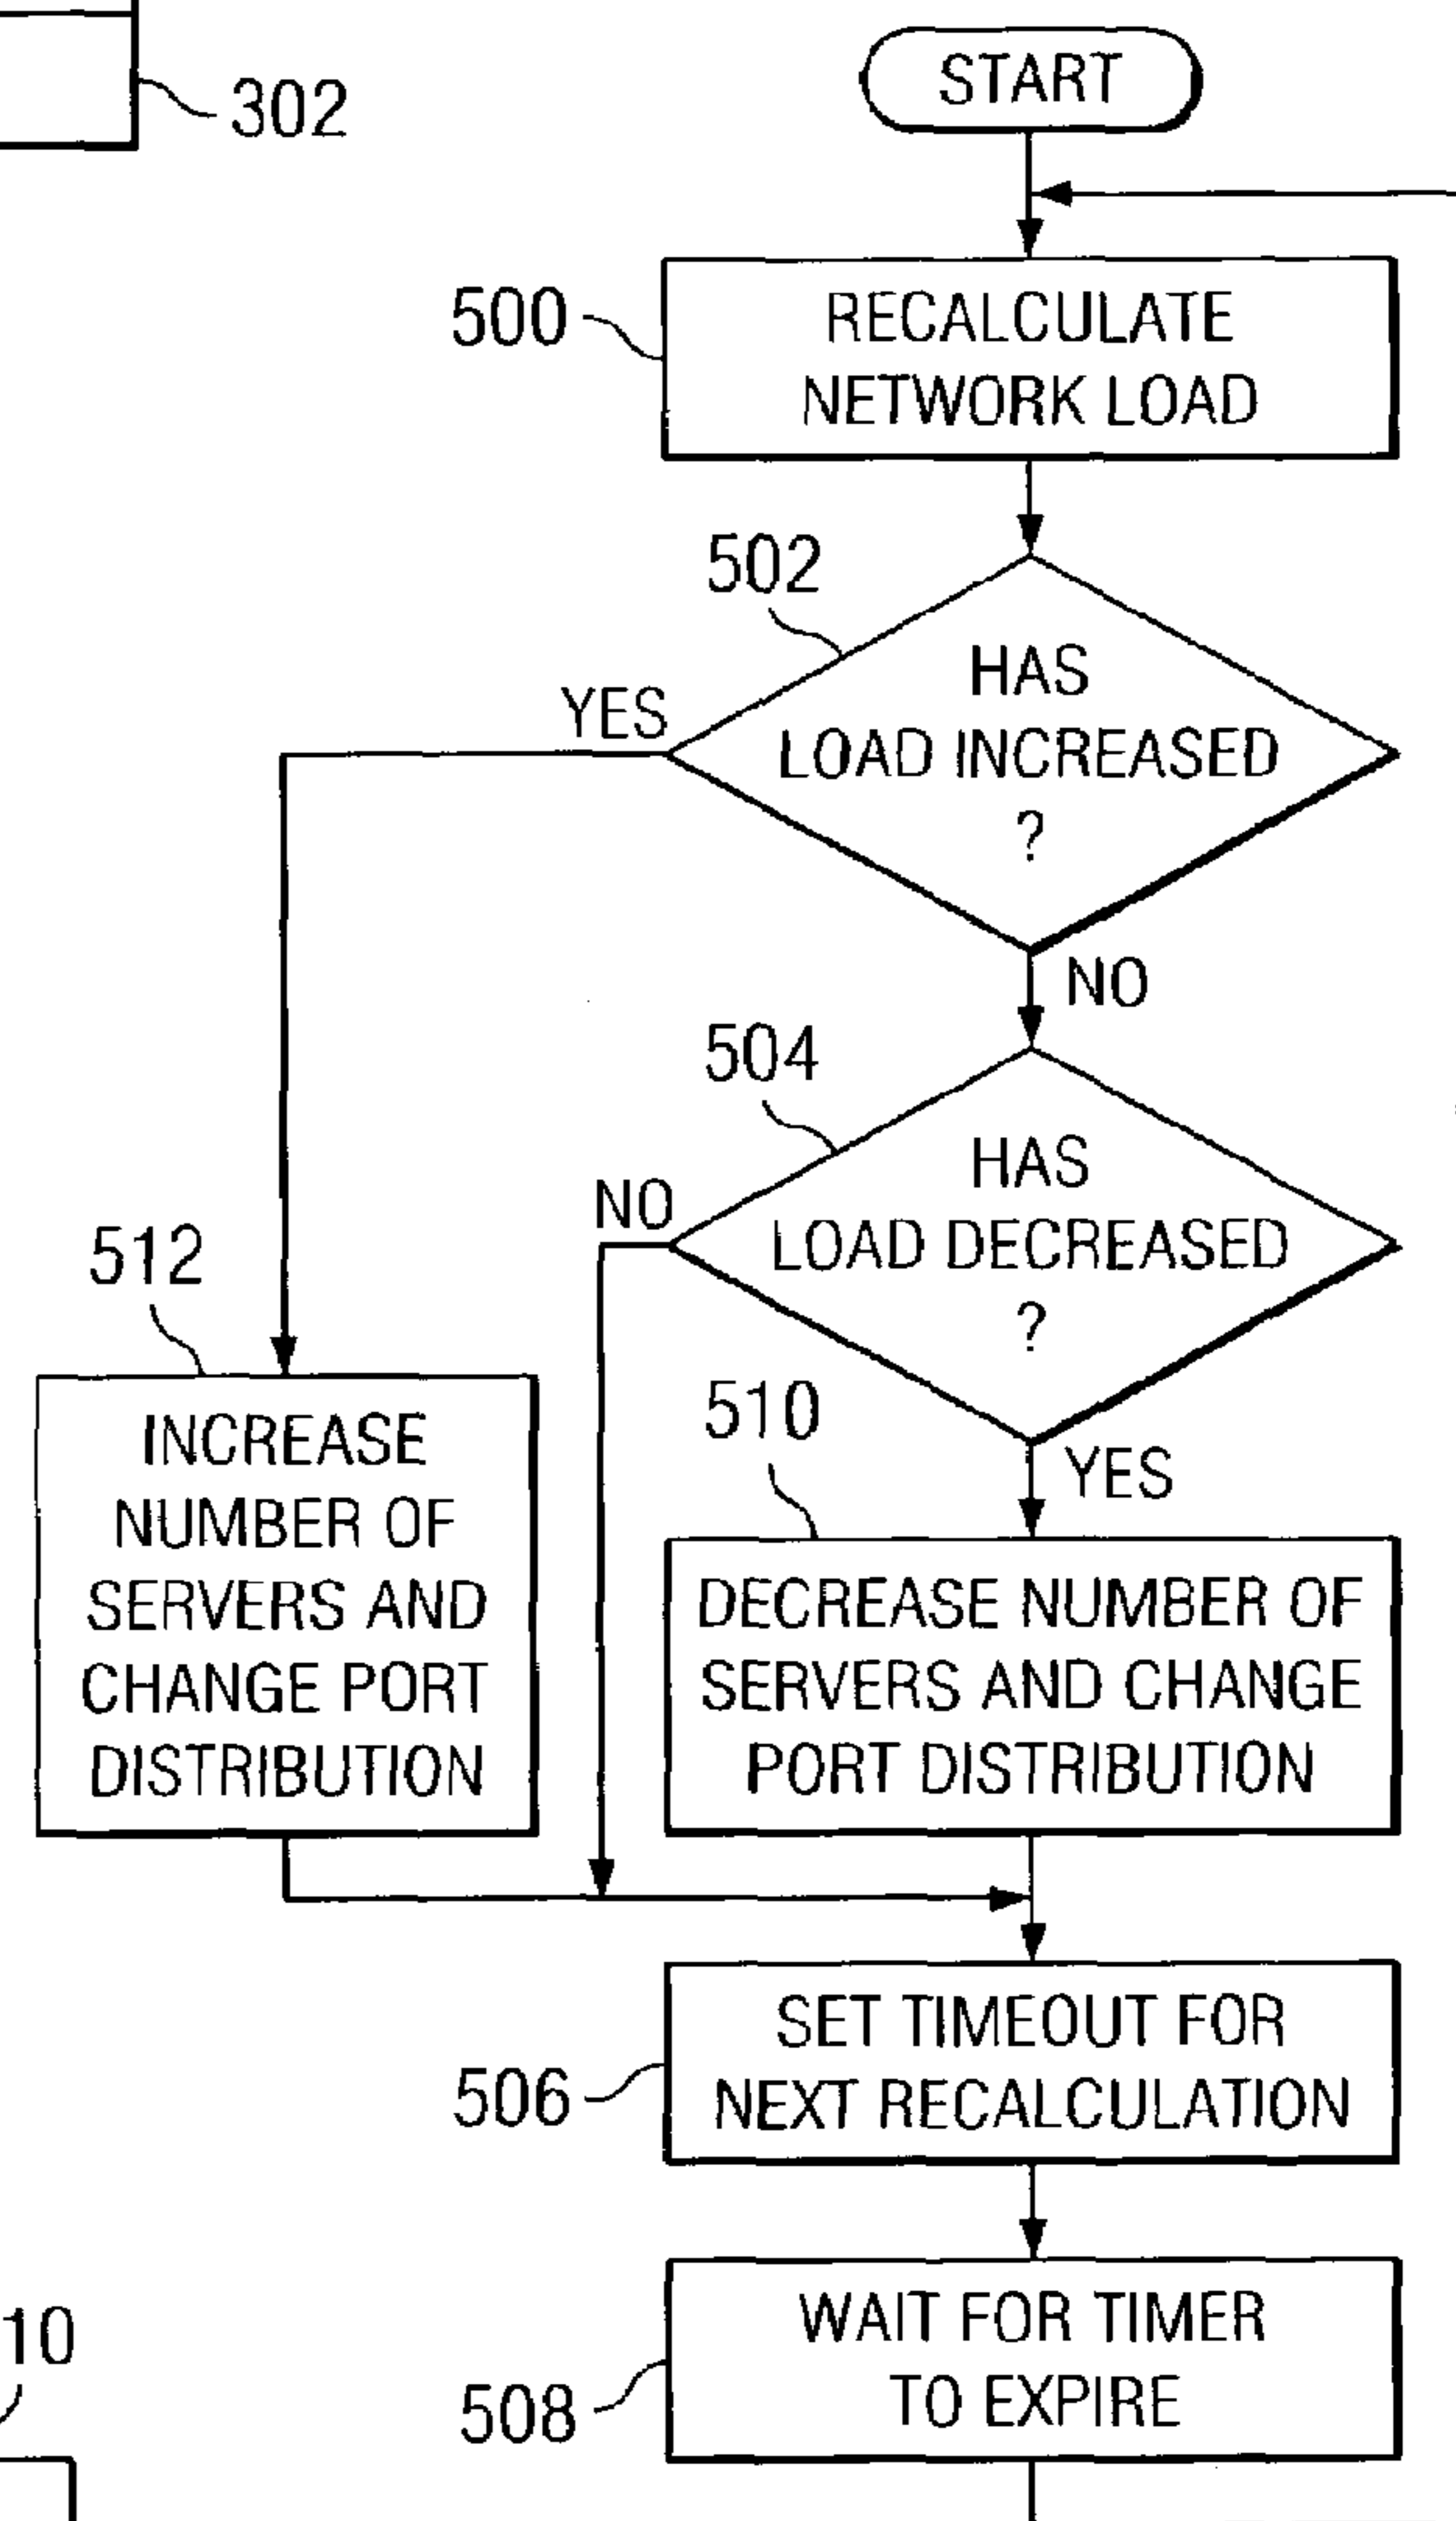 302
START
500
RECALCULATE
NETWORK LOAD
502
HAS
LOAD INCREASED
?
YES
NO
504
HAS
LOAD DECREASED
?
NO
YES
512
INCREASE
NUMBER OF
SERVERS AND
CHANGE PORT
DISTRIBUTION
510
DECREASE NUMBER OF
SERVERS AND CHANGE
PORT DISTRIBUTION
506
SET TIMEOUT FOR
NEXT RECALCULATION
508
WAIT FOR TIMER
TO EXPIRE
10